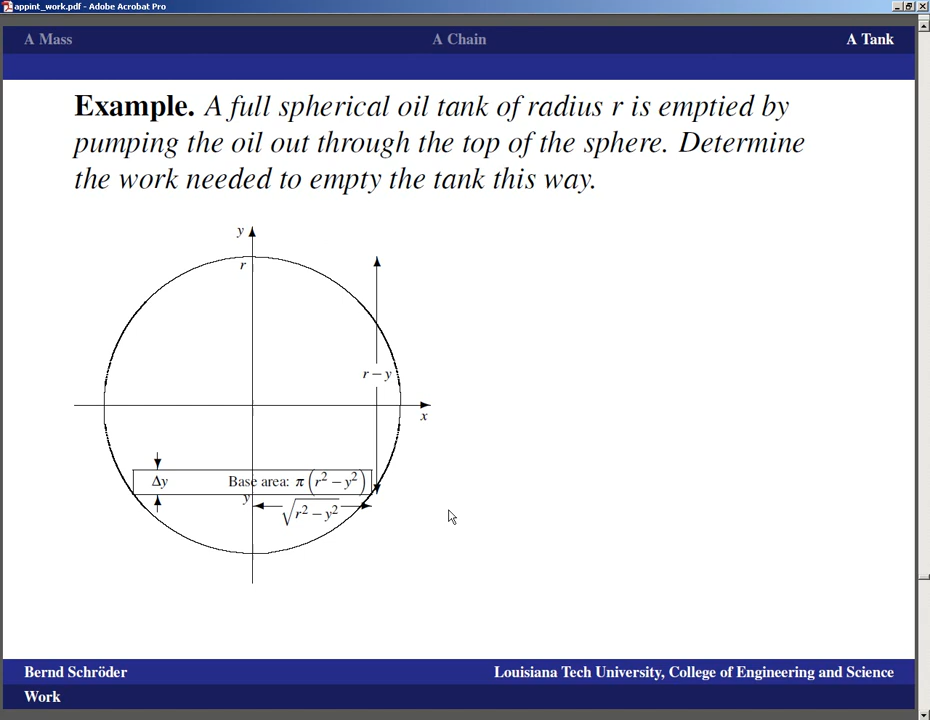 appint_work.pdf - Adobe Acrobat Pro
A Mass A Chain A Tank
Example. A full spherical oil tank of radius r is emptied by
pumping the oil out through the top of the sphere. Determine
the work needed to empty the tank this way.
y
r
r − y
x
Δy Base area: π(r² − y²)
y
√(r² − y²)
Bernd Schröder Louisiana Tech University, College of Engineering and Science
Work